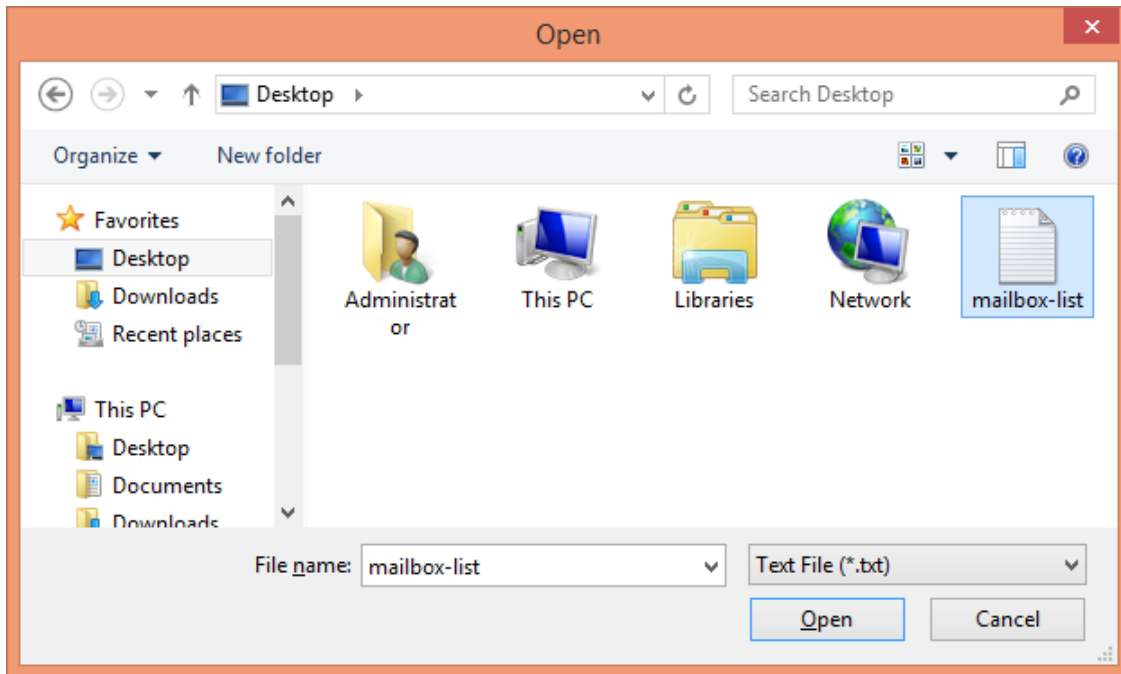 Open
Desktop
Search Desktop
Organize
New folder
Favorites
Desktop
Downloads
Recent places
This PC
Desktop
Documents
Downloads
Administrat
or
This PC
Libraries
Network
mailbox-list
File name: mailbox-list
Text File (*.txt)
Open
Cancel